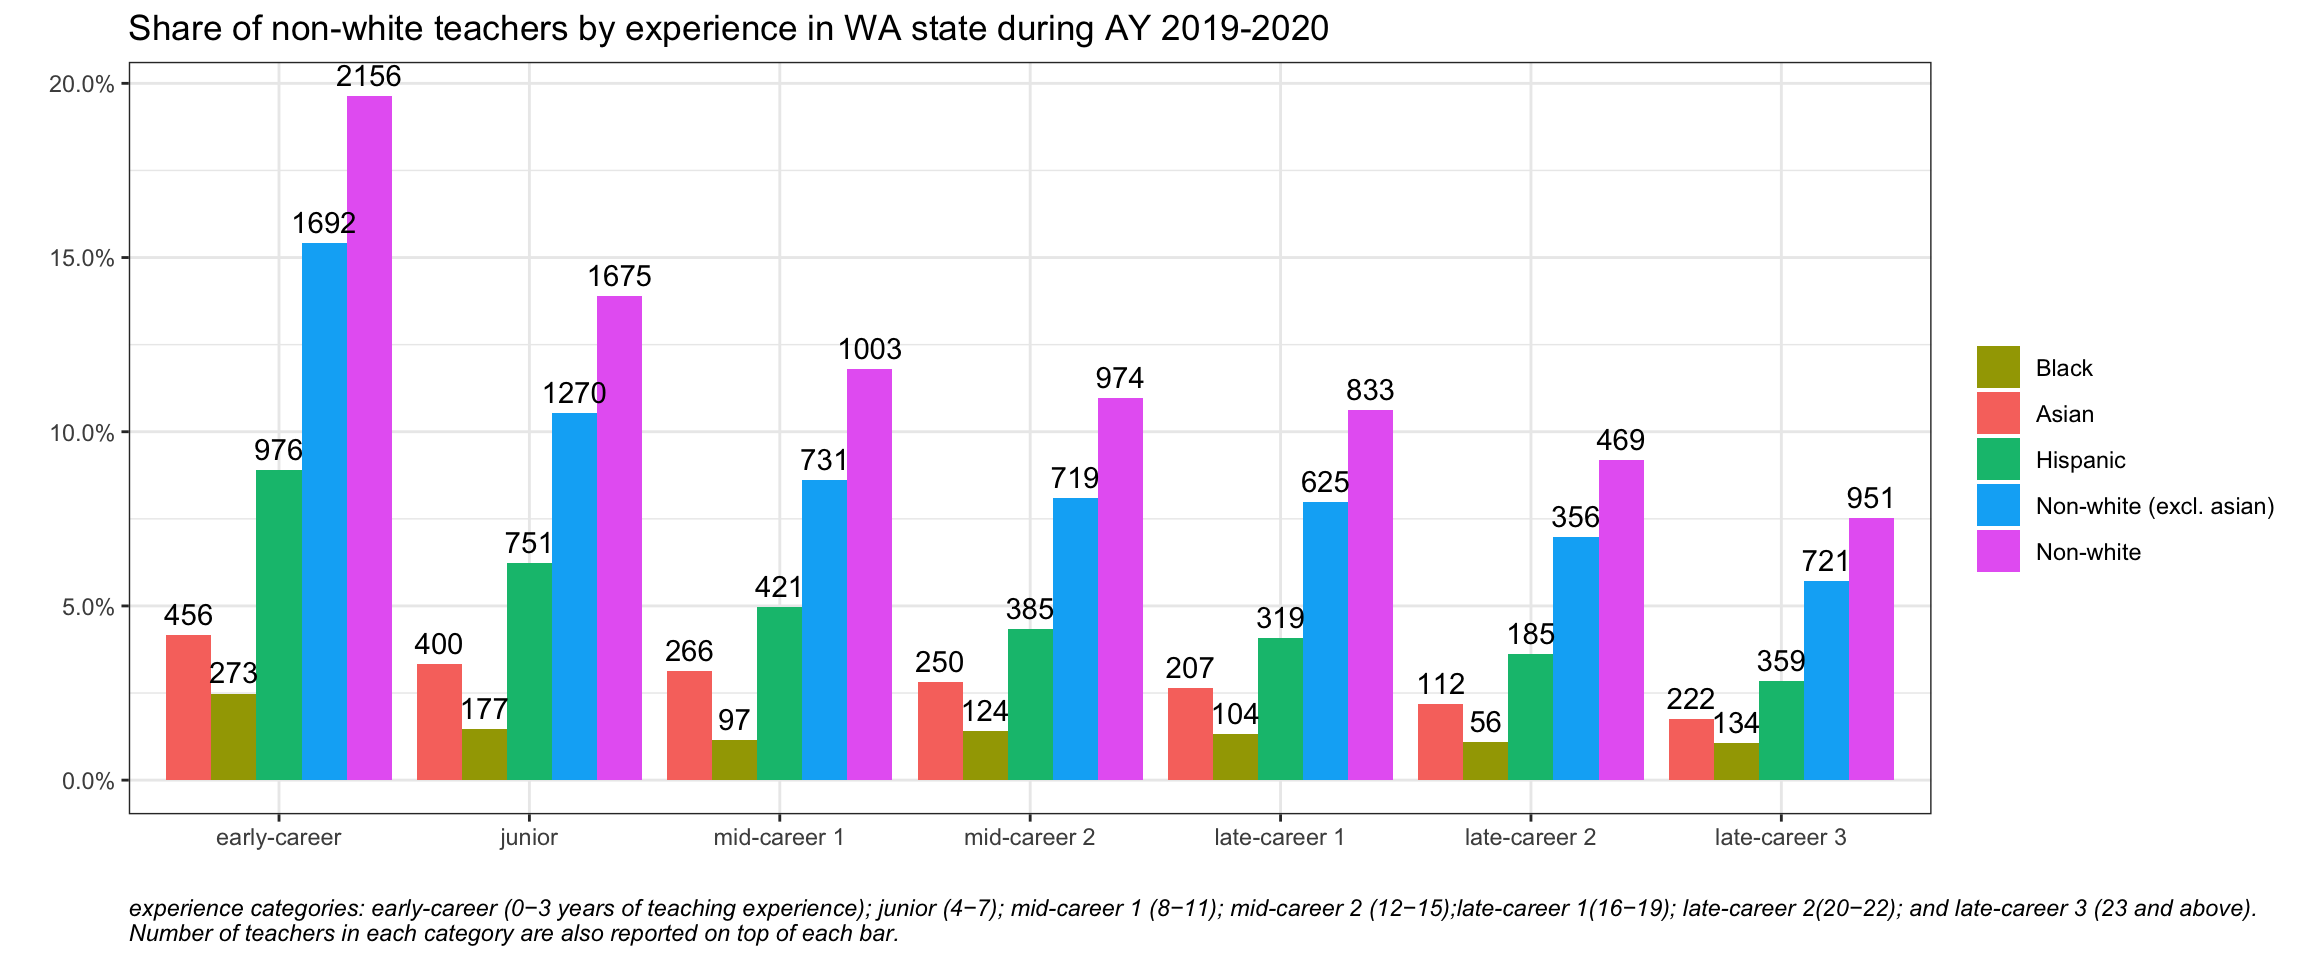 Share of non-white teachers by experience in WA state during AY 2019-2020
20.0%
15.0%
10.0%
5.0%
0.0%
456
273
976
1692
2156
400
177
751
1270
1675
266
97
421
731
1003
250
124
385
719
974
207
104
319
625
833
112
56
185
356
469
222
134
359
721
951
early-career
junior
mid-career 1
mid-career 2
late-career 1
late-career 2
late-career 3
Black
Asian
Hispanic
Non-white (excl. asian)
Non-white
experience categories: early-career (0−3 years of teaching experience); junior (4−7); mid-career 1 (8−11); mid-career 2 (12−15);late-career 1(16−19); late-career 2(20−22); and late-career 3 (23 and above).
Number of teachers in each category are also reported on top of each bar.